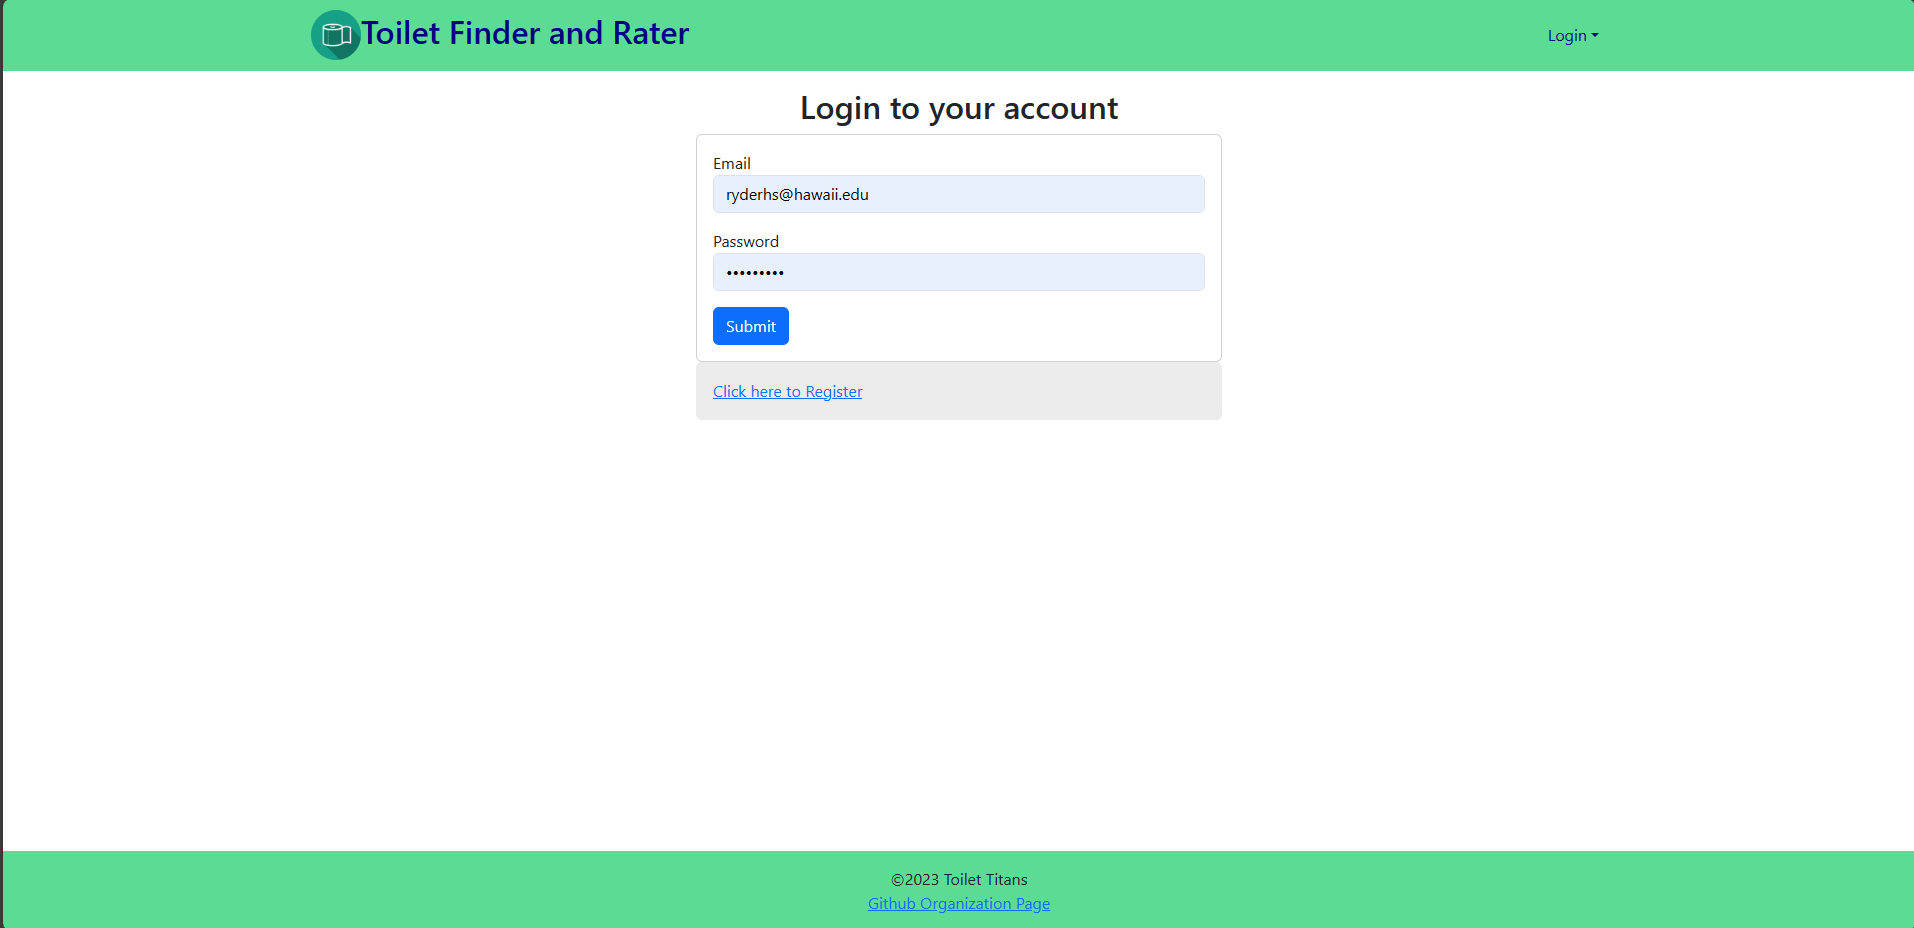 Toilet Finder and Rater
Login
Login to your account
Email
ryderhs@hawaii.edu
Password
•••••••••
Submit
Click here to Register
©2023 Toilet Titans
Github Organization Page